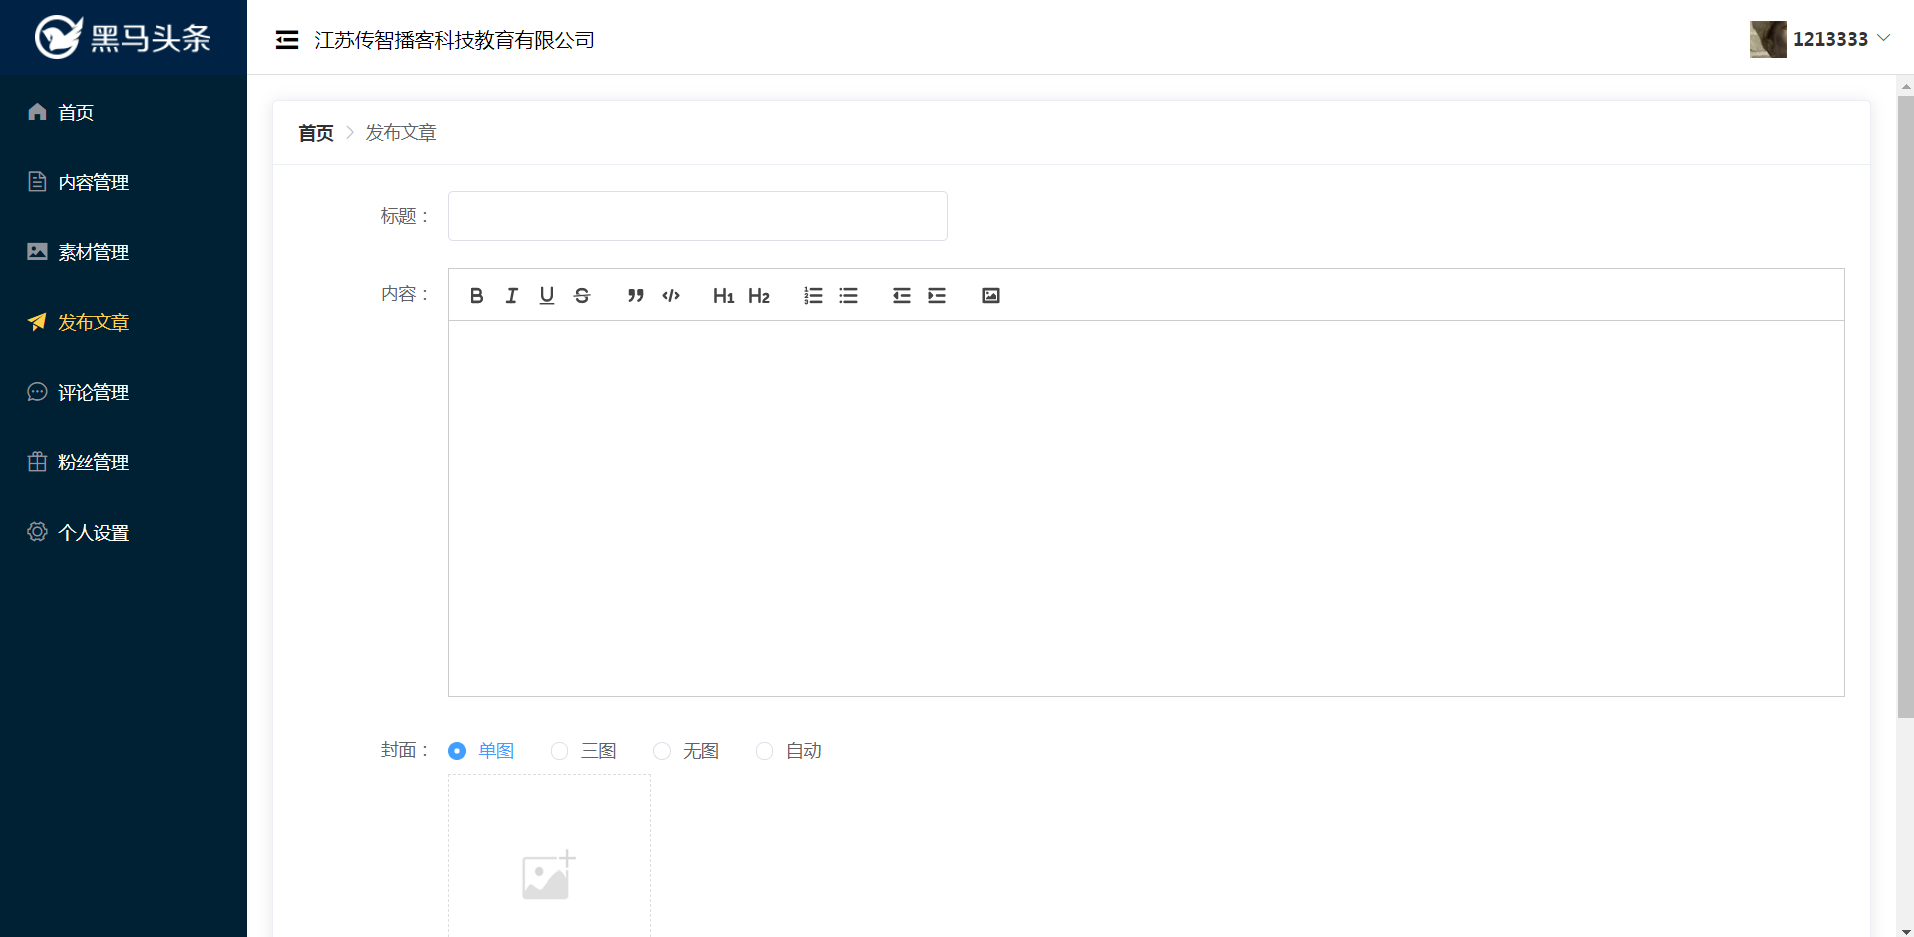 黑马头条
江苏传智播客科技教育有限公司
1213333
首页
内容管理
素材管理
发布文章
评论管理
粉丝管理
个人设置
首页 发布文章
标题：
内容：
B I U S H1 H2
封面：
单图 三图 无图 自动